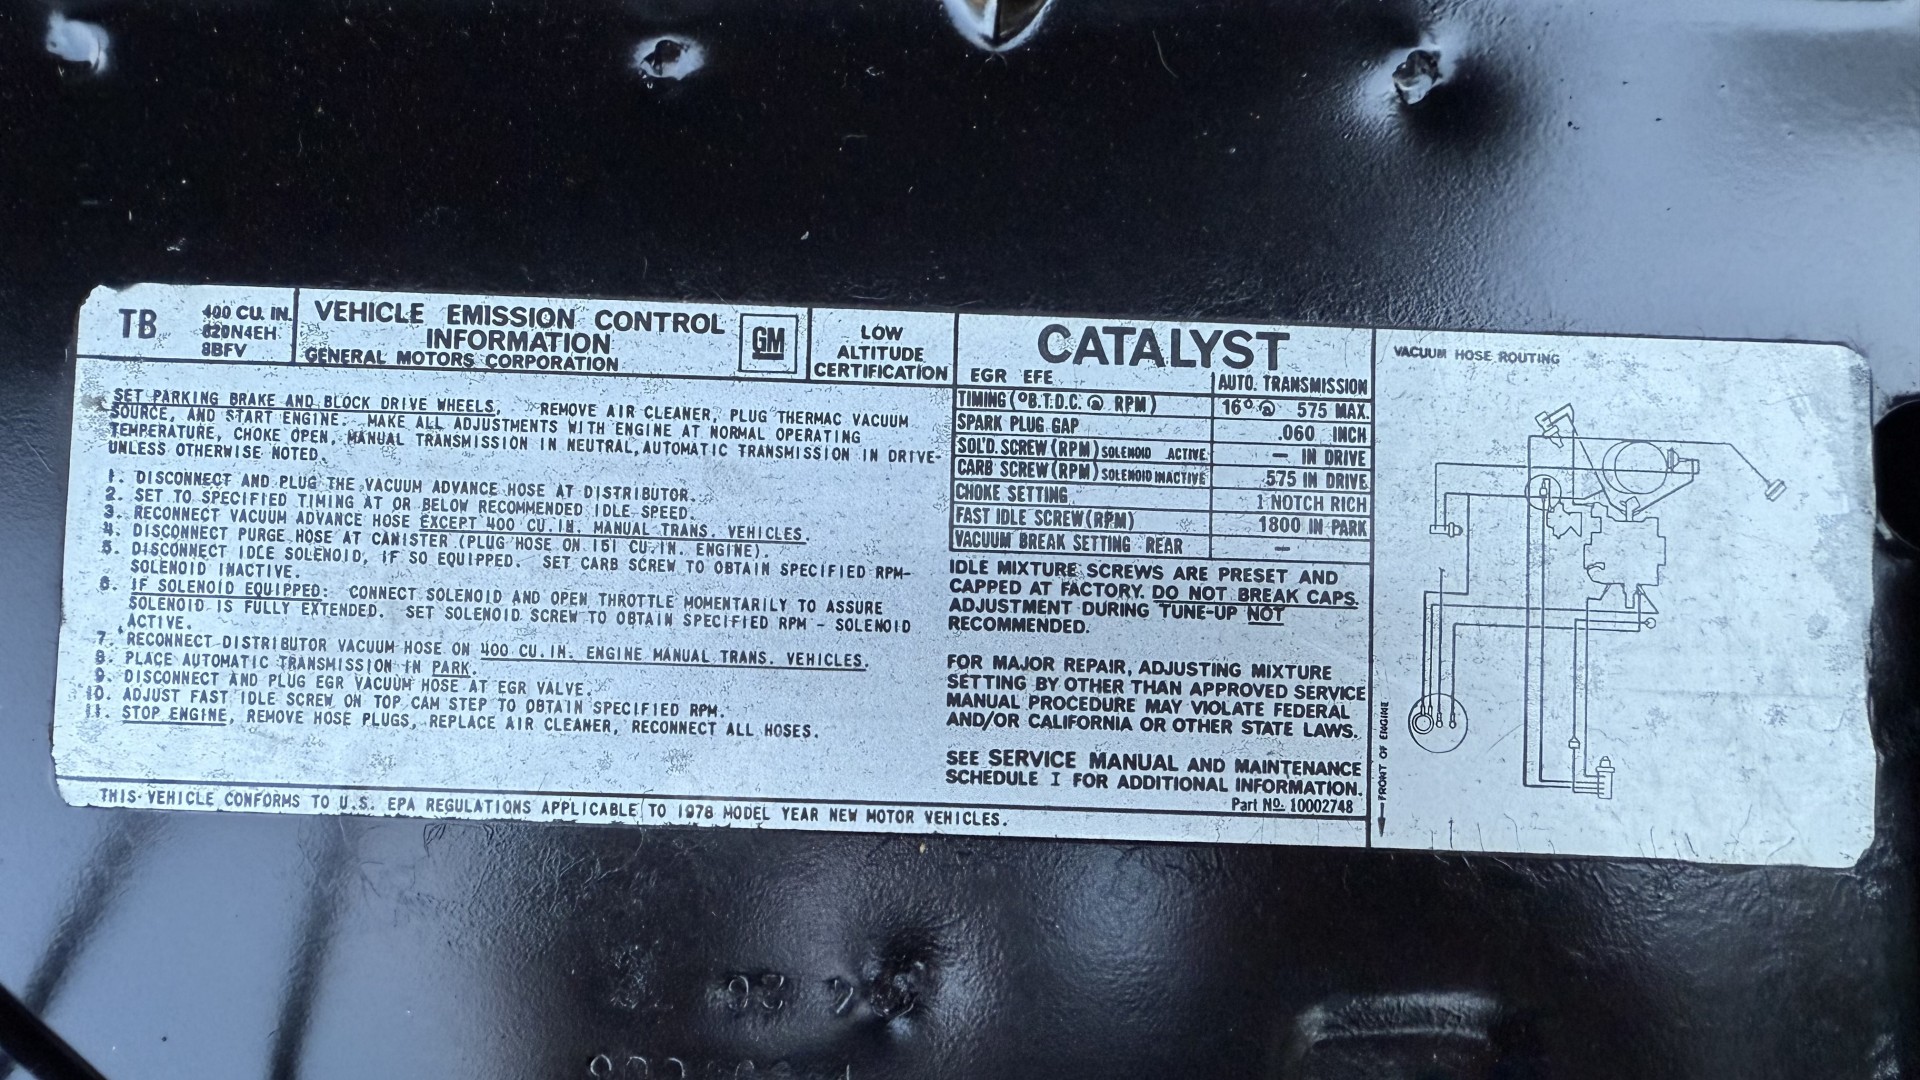 TB
400 CU. IN.
820N4EH
8BFV
VEHICLE EMISSION CONTROL
INFORMATION
GENERAL MOTORS CORPORATION
GM
LOW
ALTITUDE
CERTIFICATION
SET PARKING BRAKE AND BLOCK DRIVE WHEELS. REMOVE AIR CLEANER, PLUG THERMAC VACUUM
SOURCE, AND START ENGINE. MAKE ALL ADJUSTMENTS WITH ENGINE AT NORMAL OPERATING
TEMPERATURE, CHOKE OPEN, MANUAL TRANSMISSION IN NEUTRAL, AUTOMATIC TRANSMISSION IN DRIVE-
UNLESS OTHERWISE NOTED.
1. DISCONNECT AND PLUG THE VACUUM ADVANCE HOSE AT DISTRIBUTOR.
2. SET TO SPECIFIED TIMING AT OR BELOW RECOMMENDED IDLE SPEED.
3. RECONNECT VACUUM ADVANCE HOSE EXCEPT 400 CU. IN. MANUAL TRANS. VEHICLES.
4. DISCONNECT PURGE HOSE AT CANISTER (PLUG HOSE ON 151 CU. IN. ENGINE).
5. DISCONNECT IDLE SOLENOID, IF SO EQUIPPED. SET CARB SCREW TO OBTAIN SPECIFIED RPM-
SOLENOID INACTIVE.
6. IF SOLENOID EQUIPPED: CONNECT SOLENOID AND OPEN THROTTLE MOMENTARILY TO ASSURE
SOLENOID IS FULLY EXTENDED. SET SOLENOID SCREW TO OBTAIN SPECIFIED RPM - SOLENOID
ACTIVE.
7. RECONNECT DISTRIBUTOR VACUUM HOSE ON 400 CU. IN. ENGINE MANUAL TRANS. VEHICLES.
8. PLACE AUTOMATIC TRANSMISSION IN PARK.
9. DISCONNECT AND PLUG EGR VACUUM HOSE AT EGR VALVE.
10. ADJUST FAST IDLE SCREW ON TOP CAM STEP TO OBTAIN SPECIFIED RPM.
11. STOP ENGINE, REMOVE HOSE PLUGS, REPLACE AIR CLEANER, RECONNECT ALL HOSES.
THIS VEHICLE CONFORMS TO U.S. EPA REGULATIONS APPLICABLE TO 1978 MODEL YEAR NEW MOTOR VEHICLES.
CATALYST
EGR EFE
AUTO. TRANSMISSION
TIMING (°B.T.D.C. @ RPM) 16° @ 575 MAX.
SPARK PLUG GAP .060 INCH
SOL'D. SCREW (RPM) SOLENOID ACTIVE — IN DRIVE
CARB SCREW (RPM) SOLENOID INACTIVE 575 IN DRIVE
CHOKE SETTING 1 NOTCH RICH
FAST IDLE SCREW (RPM) 1800 IN PARK
VACUUM BREAK SETTING REAR —
IDLE MIXTURE SCREWS ARE PRESET AND
CAPPED AT FACTORY. DO NOT BREAK CAPS.
ADJUSTMENT DURING TUNE-UP NOT
RECOMMENDED.
FOR MAJOR REPAIR, ADJUSTING MIXTURE
SETTING BY OTHER THAN APPROVED SERVICE
MANUAL PROCEDURE MAY VIOLATE FEDERAL
AND/OR CALIFORNIA OR OTHER STATE LAWS.
SEE SERVICE MANUAL AND MAINTENANCE
SCHEDULE I FOR ADDITIONAL INFORMATION.
Part No. 10002748
VACUUM HOSE ROUTING
FRONT OF ENGINE